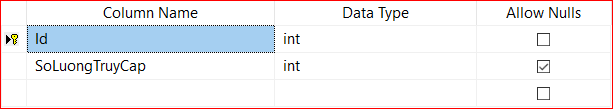 Column Name Data Type Allow Nulls
Id int
SoLuongTruyCap int